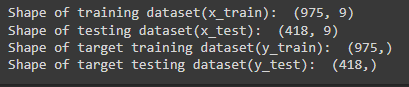 Shape of training dataset(x_train):  (975, 9)
Shape of testing dataset(x_test):  (418, 9)
Shape of target training dataset(y_train):  (975,)
Shape of target testing dataset(y_test):  (418,)